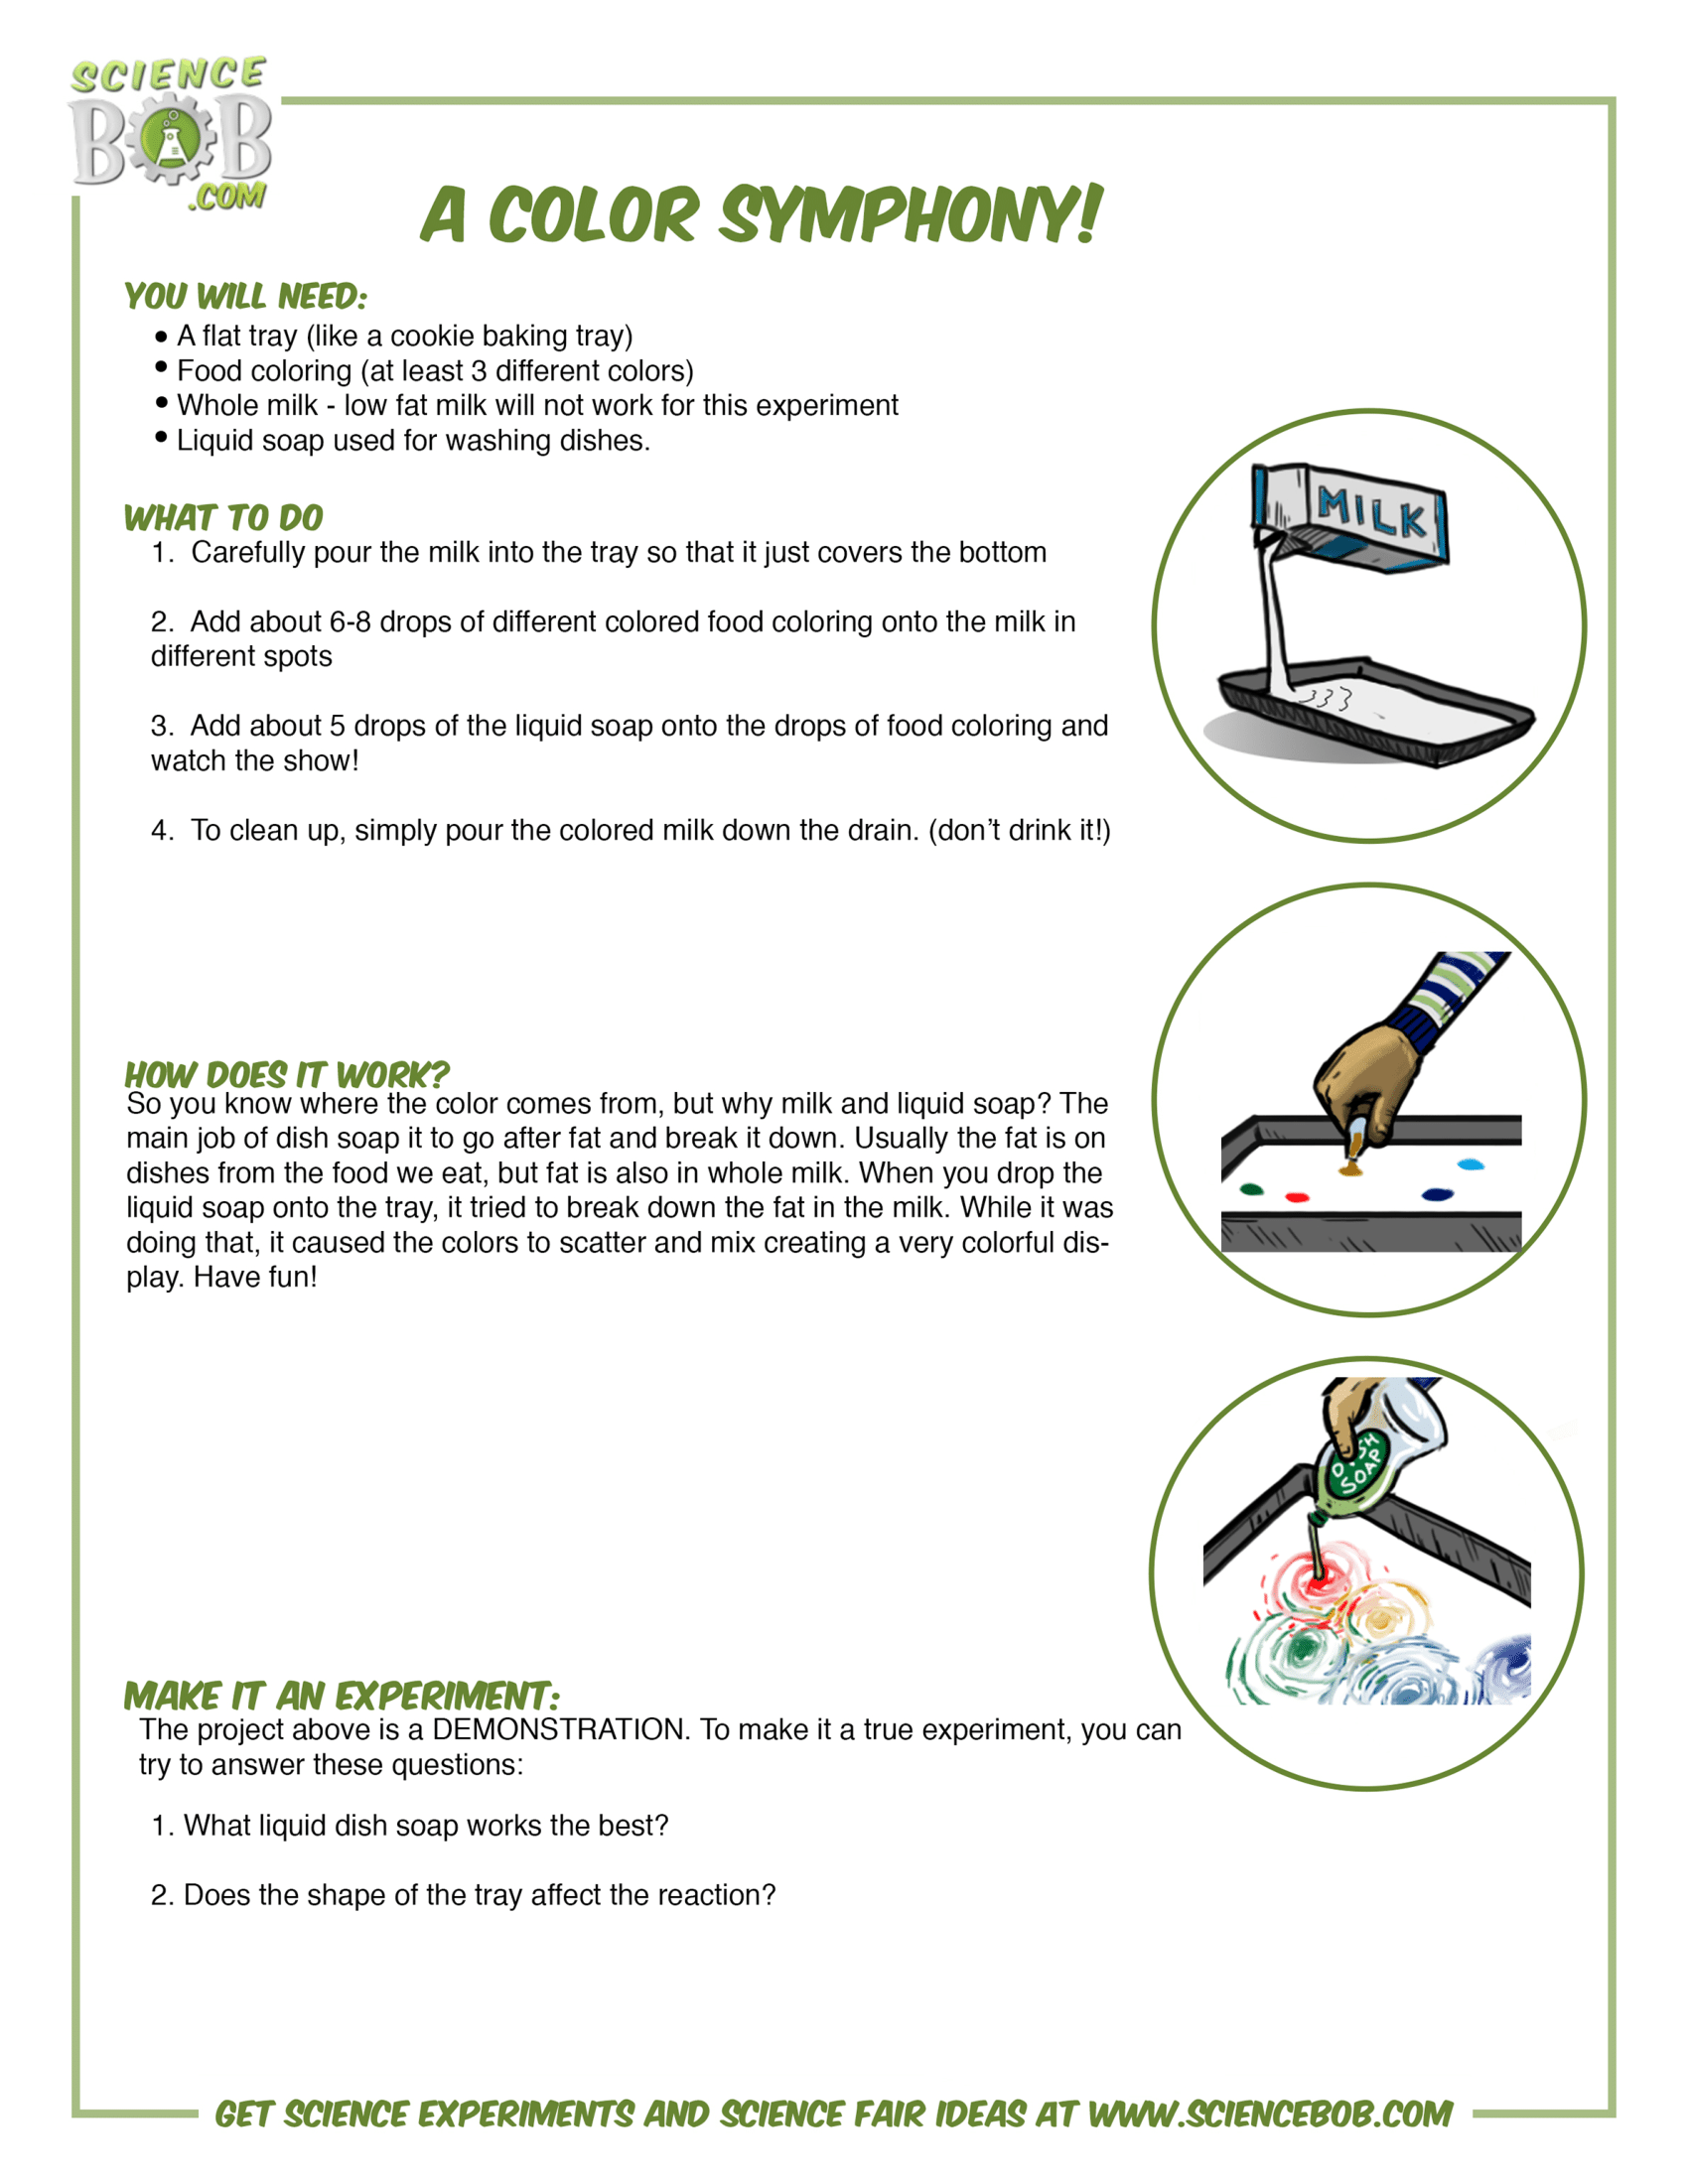 SCIENCE
BOB
.COM
A COLOR SYMPHONY!
YOU WILL NEED:
• A flat tray (like a cookie baking tray)
• Food coloring (at least 3 different colors)
• Whole milk - low fat milk will not work for this experiment
• Liquid soap used for washing dishes.
WHAT TO DO
1.  Carefully pour the milk into the tray so that it just covers the bottom
2.  Add about 6-8 drops of different colored food coloring onto the milk in
different spots
3.  Add about 5 drops of the liquid soap onto the drops of food coloring and
watch the show!
4.  To clean up, simply pour the colored milk down the drain. (don’t drink it!)
MILK
HOW DOES IT WORK?
So you know where the color comes from, but why milk and liquid soap? The
main job of dish soap it to go after fat and break it down. Usually the fat is on
dishes from the food we eat, but fat is also in whole milk. When you drop the
liquid soap onto the tray, it tried to break down the fat in the milk. While it was
doing that, it caused the colors to scatter and mix creating a very colorful dis-
play. Have fun!
DISH
SOAP
MAKE IT AN EXPERIMENT:
The project above is a DEMONSTRATION. To make it a true experiment, you can
try to answer these questions:
1. What liquid dish soap works the best?
2. Does the shape of the tray affect the reaction?
GET SCIENCE EXPERIMENTS AND SCIENCE FAIR IDEAS AT WWW.SCIENCEBOB.COM